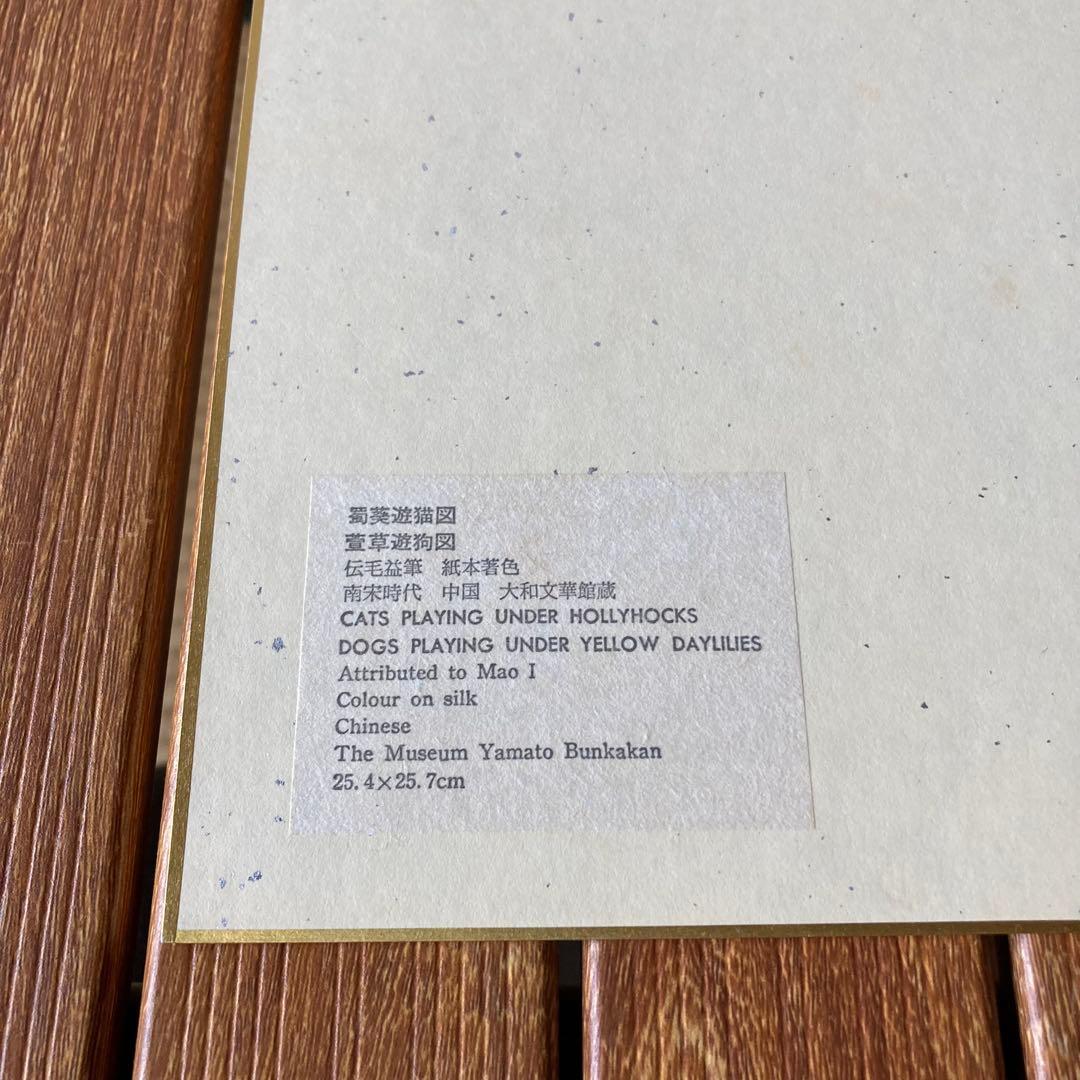 蜀葵遊猫図
萱草遊狗図
伝毛益筆　紙本著色
南宋時代　中国　大和文華館蔵
CATS PLAYING UNDER HOLLYHOCKS
DOGS PLAYING UNDER YELLOW DAYLILIES
Attributed to Mao I
Colour on silk
Chinese
The Museum Yamato Bunkakan
25.4×25.7cm